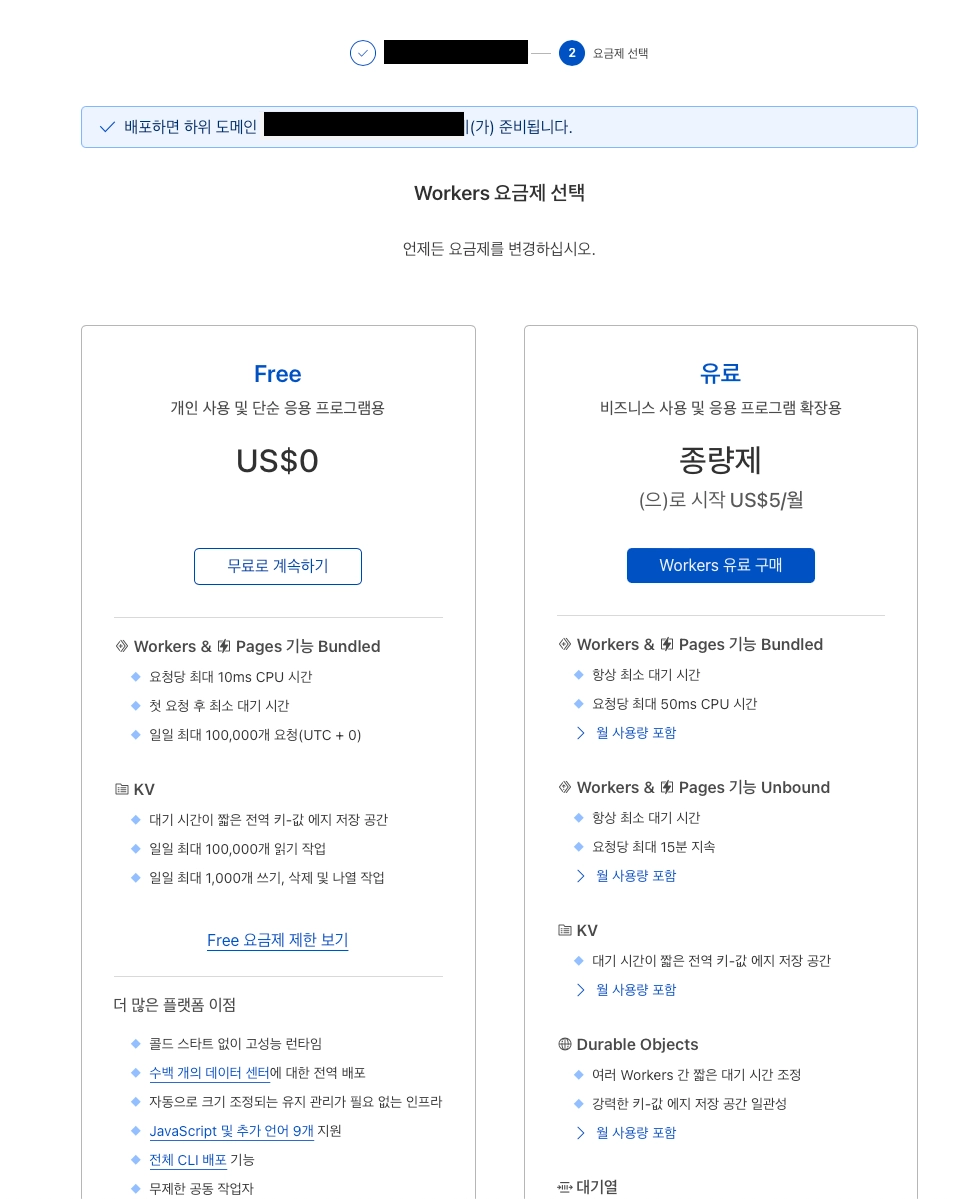 2 요금제 선택
배포하면 하위 도메인
(가) 준비됩니다.
Workers 요금제 선택
언제든 요금제를 변경하십시오.
Free
개인 사용 및 단순 응용 프로그램용
US$0
무료로 계속하기
Workers & Pages 기능 Bundled
요청당 최대 10ms CPU 시간
첫 요청 후 최소 대기 시간
일일 최대 100,000개 요청(UTC + 0)
KV
대기 시간이 짧은 전역 키-값 에지 저장 공간
일일 최대 100,000개 읽기 작업
일일 최대 1,000개 쓰기, 삭제 및 나열 작업
Free 요금제 제한 보기
더 많은 플랫폼 이점
콜드 스타트 없이 고성능 런타임
수백 개의 데이터 센터에 대한 전역 배포
자동으로 크기 조정되는 유지 관리가 필요 없는 인프라
JavaScript 및 추가 언어 9개 지원
전체 CLI 배포 기능
무제한 공동 작업자
유료
비즈니스 사용 및 응용 프로그램 확장용
종량제
(으)로 시작 US$5/월
Workers 유료 구매
Workers & Pages 기능 Bundled
항상 최소 대기 시간
요청당 최대 50ms CPU 시간
월 사용량 포함
Workers & Pages 기능 Unbound
항상 최소 대기 시간
요청당 최대 15분 지속
월 사용량 포함
KV
대기 시간이 짧은 전역 키-값 에지 저장 공간
월 사용량 포함
Durable Objects
여러 Workers 간 짧은 대기 시간 조정
강력한 키-값 에지 저장 공간 일관성
월 사용량 포함
대기열